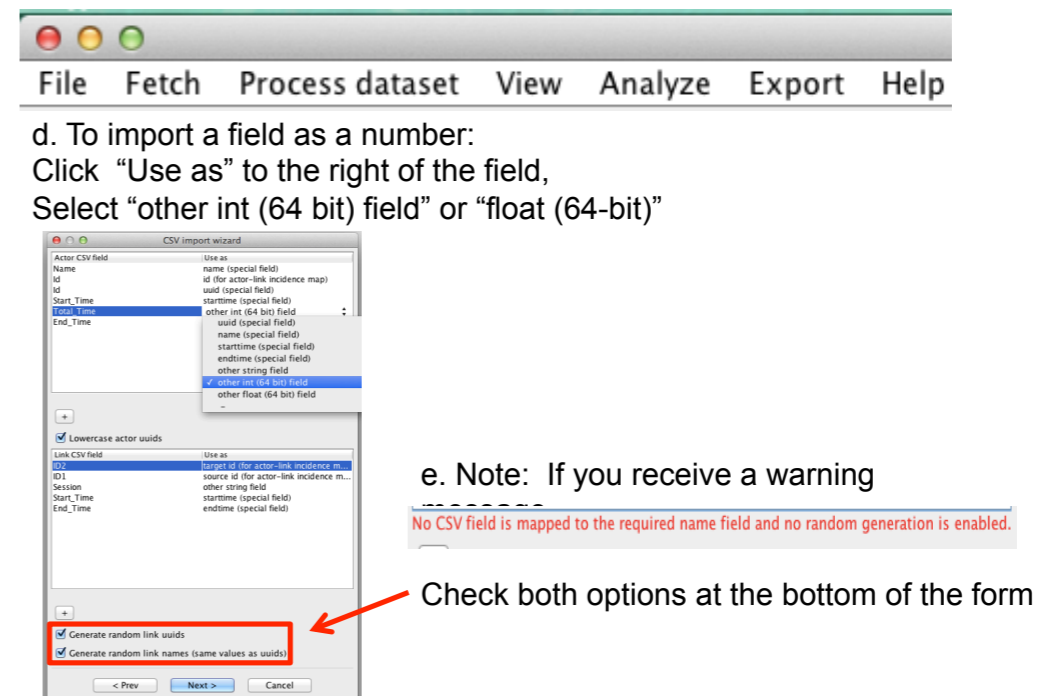 File Fetch Process dataset View Analyze Export Help
d. To import a field as a number:
Click “Use as” to the right of the field,
Select “other int (64 bit) field” or “float (64-bit)”
CSV import wizard
Actor CSV field Use as
Name name (special field)
Id id (for actor-link incidence map)
Id uuid (special field)
Start_Time starttime (special field)
Total_Time other int (64 bit) field
End_Time
uuid (special field)
name (special field)
starttime (special field)
endtime (special field)
other string field
✓ other int (64 bit) field
other float (64 bit) field
–
+
Lowercase actor uuids
Link CSV field Use as
ID2 target id (for actor-link incidence m...
ID1 source id (for actor-link incidence m...
Session other string field
Start_Time starttime (special field)
End_Time endtime (special field)
+
Generate random link uuids
Generate random link names (same values as uuids)
< Prev Next > Cancel
e. Note: If you receive a warning
message
No CSV field is mapped to the required name field and no random generation is enabled.
Check both options at the bottom of the form